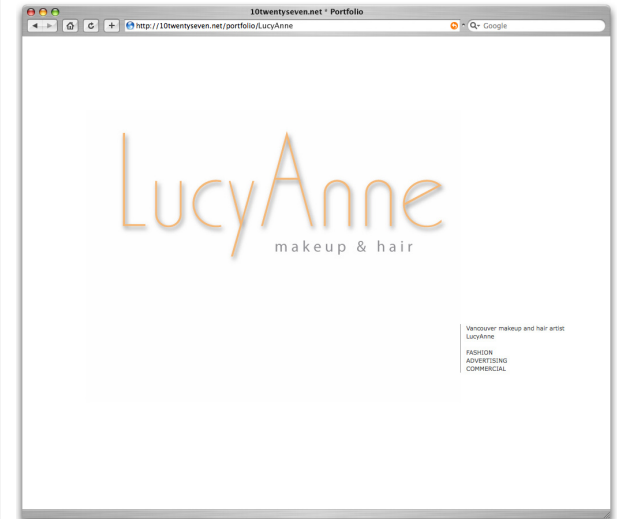 10twentyseven.net * Portfolio
http://10twentyseven.net/portfolio/LucyAnne
Google
LucyAnne
makeup & hair
Vancouver makeup and hair artist
LucyAnne
FASHION
ADVERTISING
COMMERCIAL